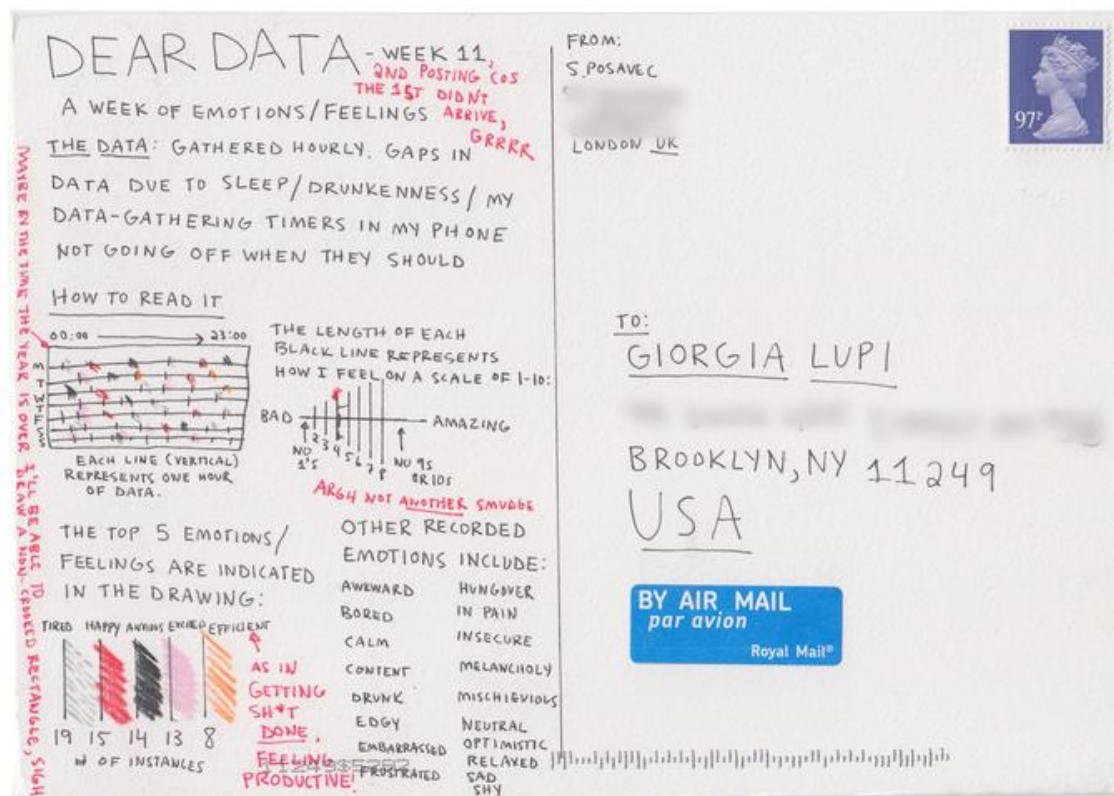 DEAR DATA - WEEK 11,
2ND POSTING COS
THE 1ST DIDNT
ARRIVE,
GRRRR
A WEEK OF EMOTIONS/FEELINGS
THE DATA: GATHERED HOURLY. GAPS IN
DATA DUE TO SLEEP/DRUNKENNESS/MY
DATA-GATHERING TIMERS IN MY PHONE
NOT GOING OFF WHEN THEY SHOULD
MAYBE BY THE TIME THE YEAR IS OVER I'LL BE ABLE TO
DRAW A NON-CROOKED RECTANGLE, SIGH
HOW TO READ IT
00:00 23:00
M
T
W
T
F
S
S
EACH LINE (VERTICAL)
REPRESENTS ONE HOUR
OF DATA.
THE LENGTH OF EACH
BLACK LINE REPRESENTS
HOW I FEEL ON A SCALE OF 1-10:
BAD AMAZING
2 3 4 5 6 7 8
NO
1'S
NO 9S
OR 10S
ARGH NOT ANOTHER SMUDGE
THE TOP 5 EMOTIONS/
FEELINGS ARE INDICATED
IN THE DRAWING:
TIRED HAPPY ANXIOUS EXCITED EFFICIENT
19 15 14 13 8
# OF INSTANCES
AS IN
GETTING
SH*T
DONE,
FEELING
PRODUCTIVE!
OTHER RECORDED
EMOTIONS INCLUDE:
AWKWARD
BORED
CALM
CONTENT
DRUNK
EDGY
EMBARRASSED
FRUSTRATED
HUNGOVER
IN PAIN
INSECURE
MELANCHOLY
MISCHIEVIOUS
NEUTRAL
OPTIMISTIC
RELAXED
SAD
SHY
FROM:
S. POSAVEC
LONDON UK
97P
TO:
GIORGIA LUPI
BROOKLYN, NY 11249
USA
BY AIR MAIL
par avion
Royal Mail®